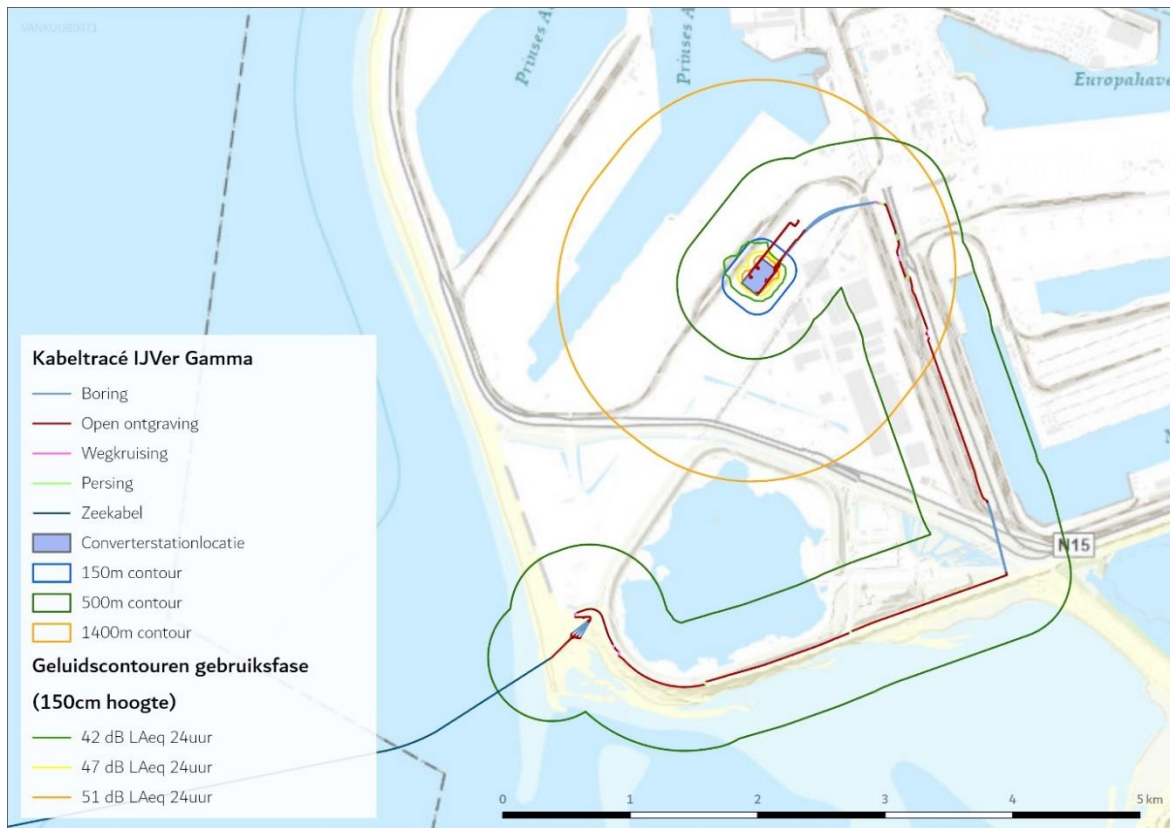 VANKUUB0971
Prinses A
Prinses A
Europahave
Kabeltracé IJVer Gamma
Boring
Open ontgraving
Wegkruising
Persing
Zeekabel
Converterstationlocatie
150m contour
500m contour
1400m contour
Geluidscontouren gebruiksfase
(150cm hoogte)
42 dB LAeq 24uur
47 dB LAeq 24uur
51 dB LAeq 24uur
N15
0 1 2 3 4 5 km